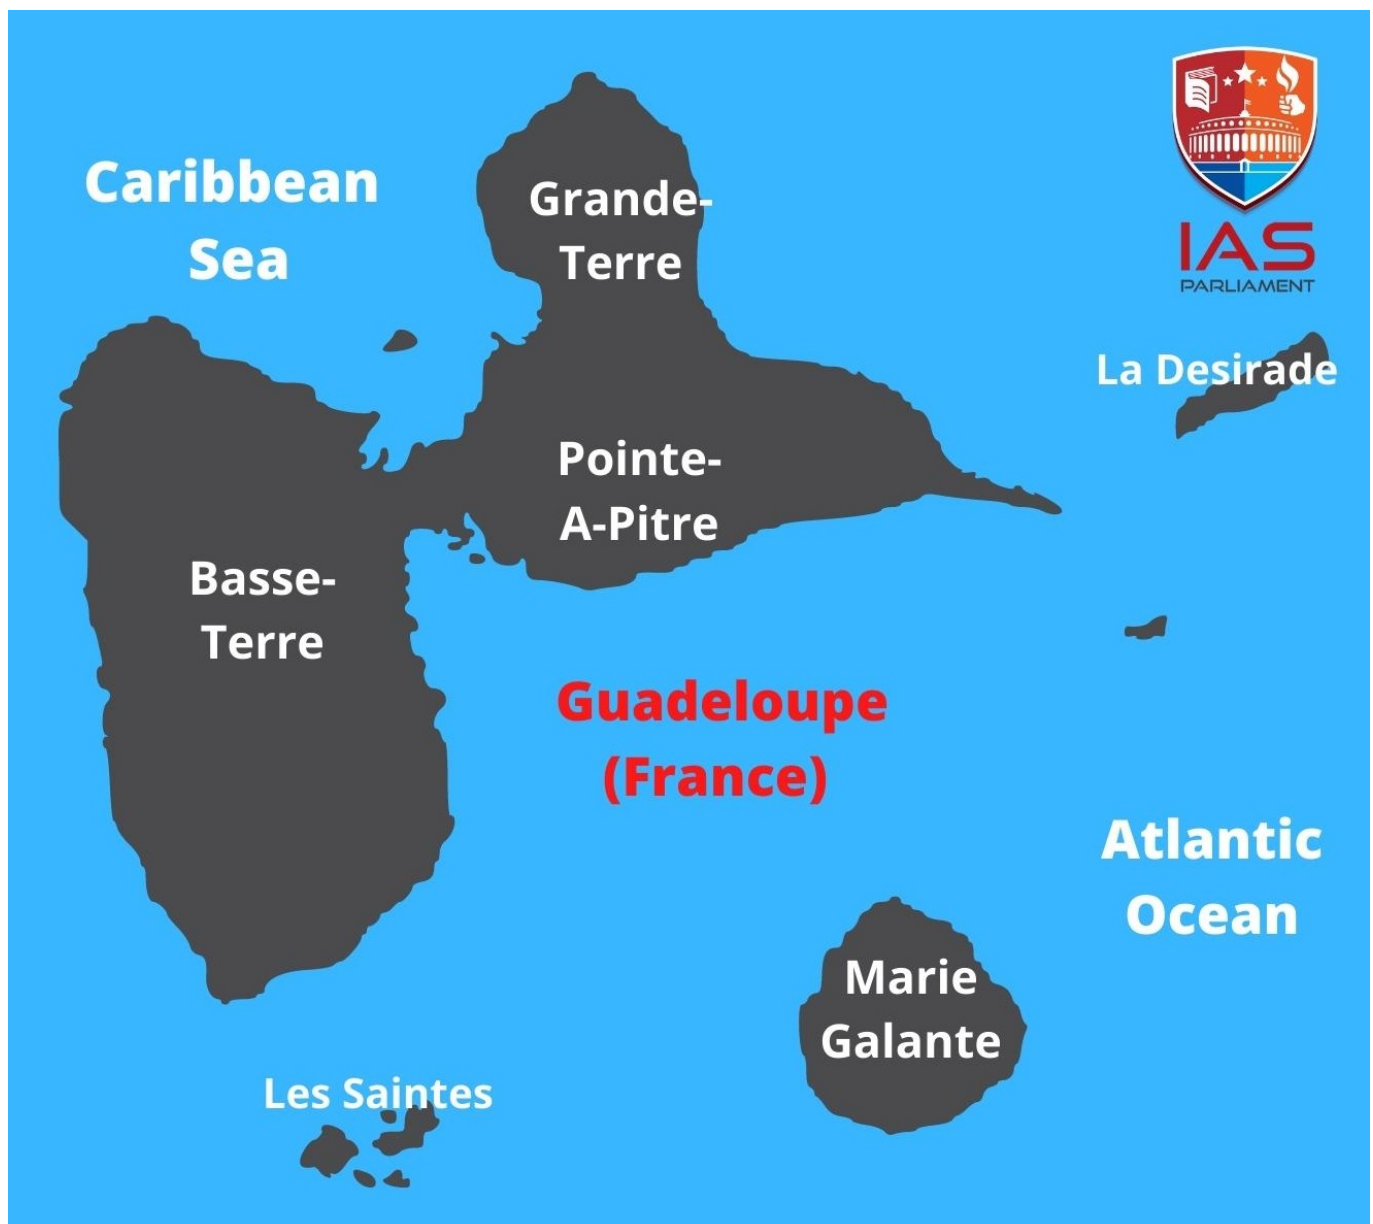 Caribbean
Sea
Grande-
Terre
IAS
PARLIAMENT
La Desirade
Pointe-
A-Pitre
Basse-
Terre
Guadeloupe
(France)
Atlantic
Ocean
Marie
Galante
Les Saintes